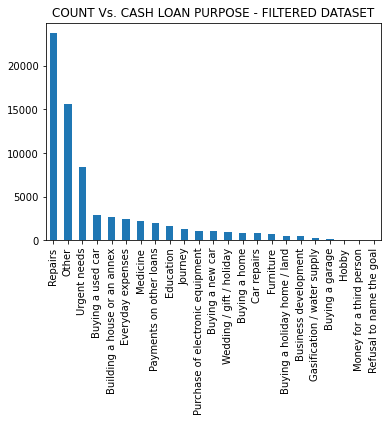 COUNT Vs. CASH LOAN PURPOSE - FILTERED DATASET
20000
15000
10000
5000
0
Repairs
Other
Urgent needs
Buying a used car
Building a house or an annex
Everyday expenses
Medicine
Payments on other loans
Education
Journey
Purchase of electronic equipment
Buying a new car
Wedding / gift / holiday
Buying a home
Car repairs
Furniture
Buying a holiday home / land
Business development
Gasification / water supply
Buying a garage
Hobby
Money for a third person
Refusal to name the goal